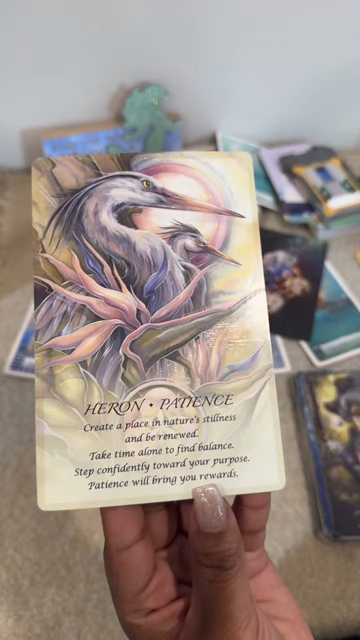 HERON • PATIENCE
Create a place in nature's stillness
and be renewed.
Take time alone to find balance.
Step confidently toward your purpose.
Patience will bring you rewards.